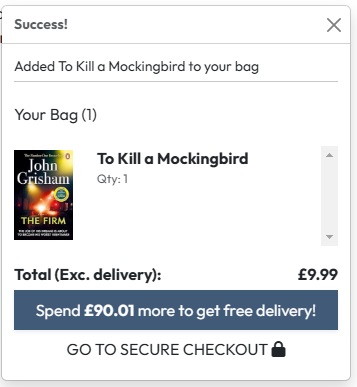 Success!
Added To Kill a Mockingbird to your bag
Your Bag (1)
John
Grisham
THE FIRM
To Kill a Mockingbird
Qty: 1
Total (Exc. delivery): £9.99
Spend £90.01 more to get free delivery!
GO TO SECURE CHECKOUT